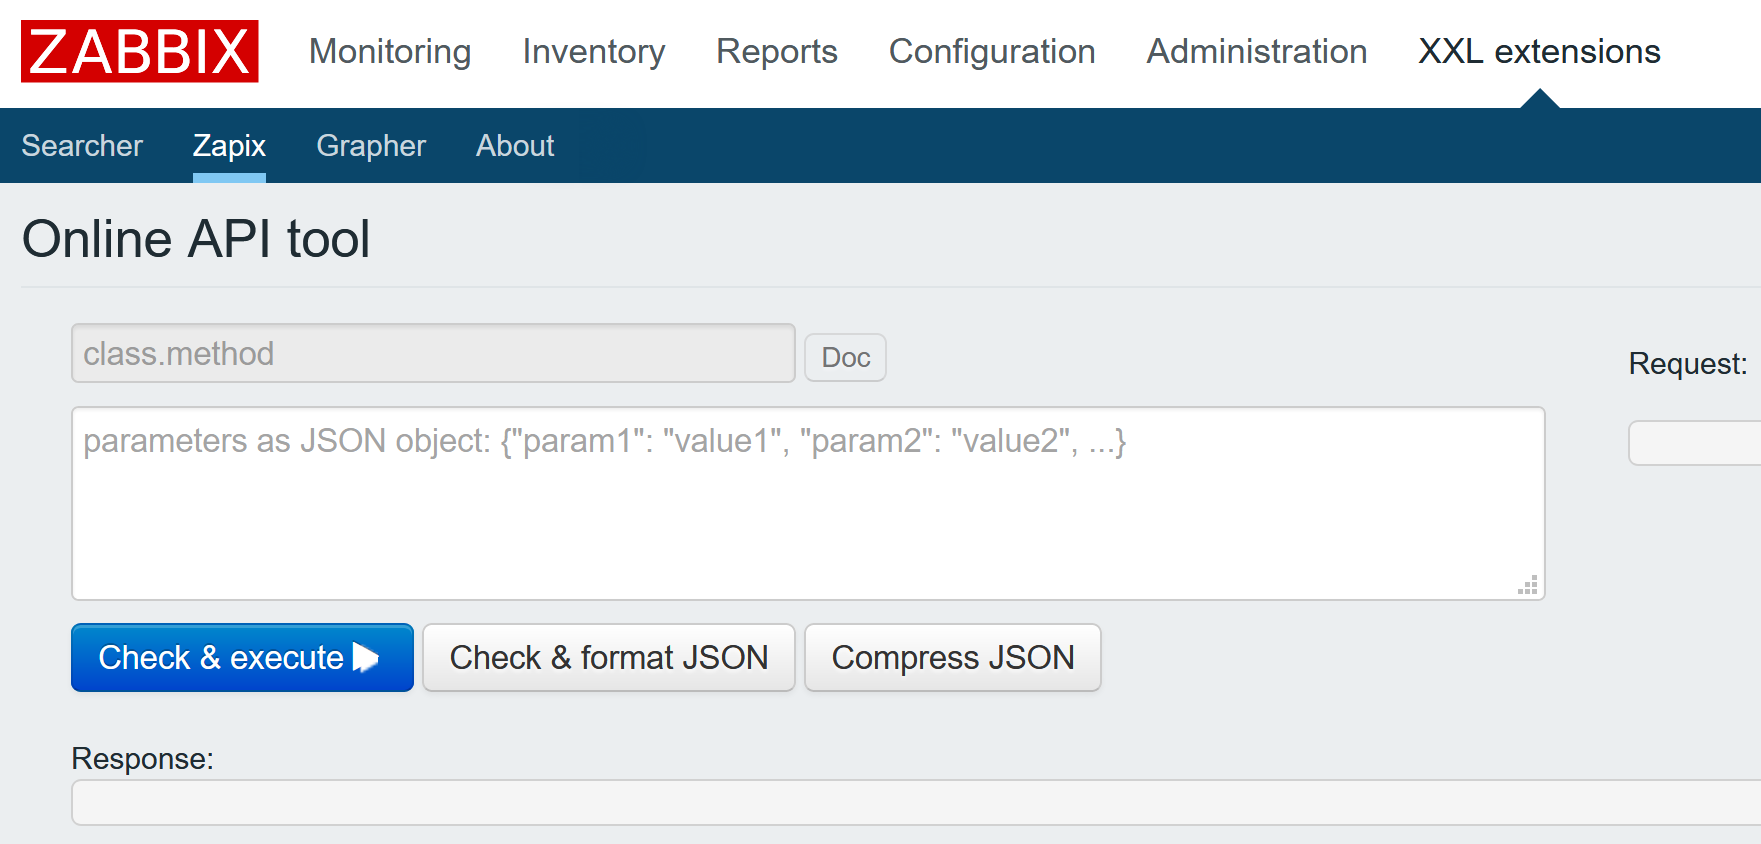 ZABBIX Monitoring Inventory Reports Configuration Administration XXL extensions
Searcher Zapix Grapher About
Online API tool
class.method Doc
Request:
parameters as JSON object: {"param1": "value1", "param2": "value2", ...}
Check & execute Check & format JSON Compress JSON
Response: